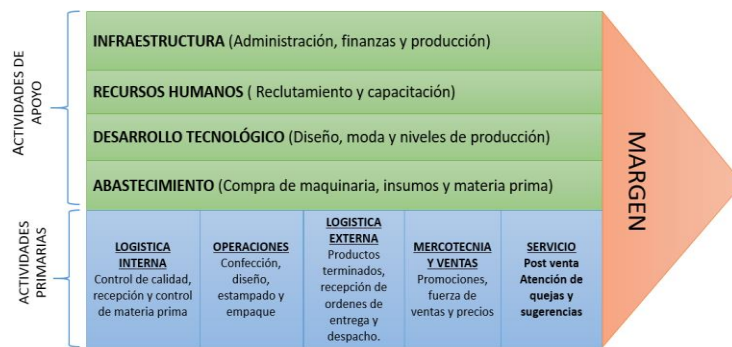 ACTIVIDADES DE
APOYO
INFRAESTRUCTURA (Administración, finanzas y producción)
RECURSOS HUMANOS ( Reclutamiento y capacitación)
DESARROLLO TECNOLÓGICO (Diseño, moda y niveles de producción)
ABASTECIMIENTO (Compra de maquinaria, insumos y materia prima)
ACTIVIDADES
PRIMARIAS
LOGISTICA
INTERNA
Control de calidad,
recepción y control
de materia prima
OPERACIONES
Confección,
diseño,
estampado y
empaque
LOGISTICA
EXTERNA
Productos
terminados,
recepción de
ordenes de
entrega y
despacho.
MERCOTECNIA
Y VENTAS
Promociones,
fuerza de
ventas y precios
SERVICIO
Post venta
Atención de
quejas y
sugerencias
MARGEN